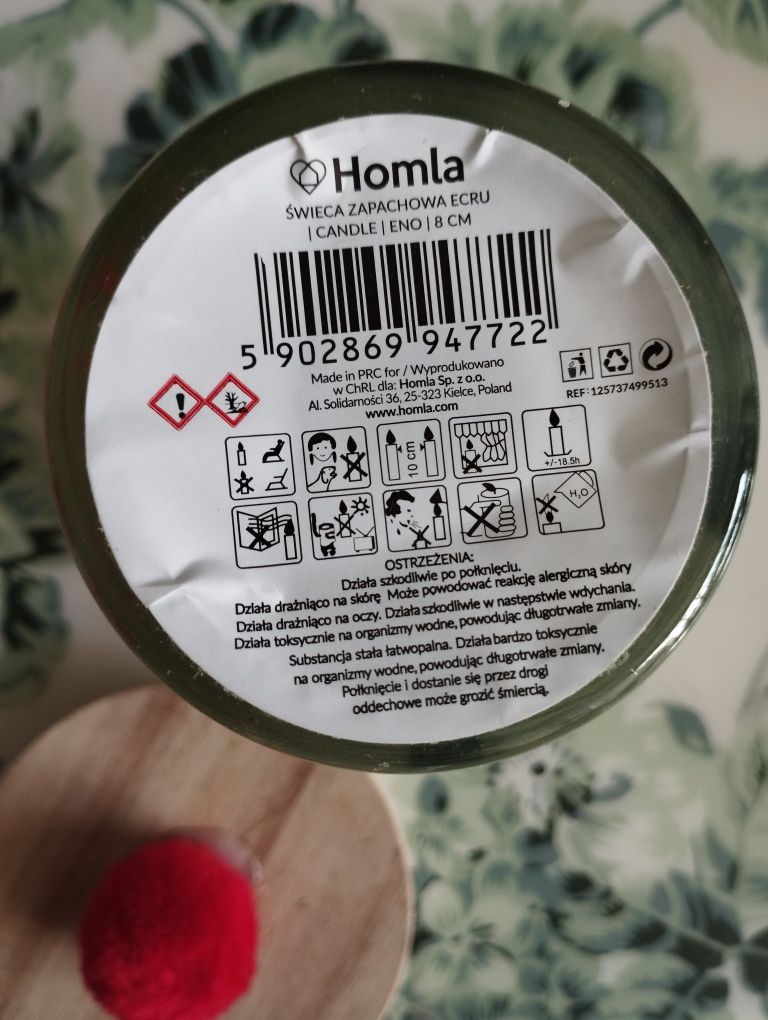 Homla
ŚWIECA ZAPACHOWA ECRU
| CANDLE | ENO | 8 CM
5 902869 947722
Made in PRC for / Wyprodukowano
w ChRL dla: Homla Sp. z o.o.
Al. Solidarności 36, 25-323 Kielce, Poland
www.homla.com
REF: 125737499513
10 cm
+/-18.5h
H₂O
OSTRZEŻENIA:
Działa szkodliwie po połknięciu.
Działa drażniąco na skórę Może powodować reakcję alergiczną skóry
Działa drażniąco na oczy. Działa szkodliwie w następstwie wdychania.
Działa toksycznie na organizmy wodne, powodując długotrwałe zmiany.
Substancja stała łatwopalna. Działa bardzo toksycznie
na organizmy wodne, powodując długotrwałe zmiany.
Połknięcie i dostanie się przez drogi
oddechowe może grozić śmiercią.